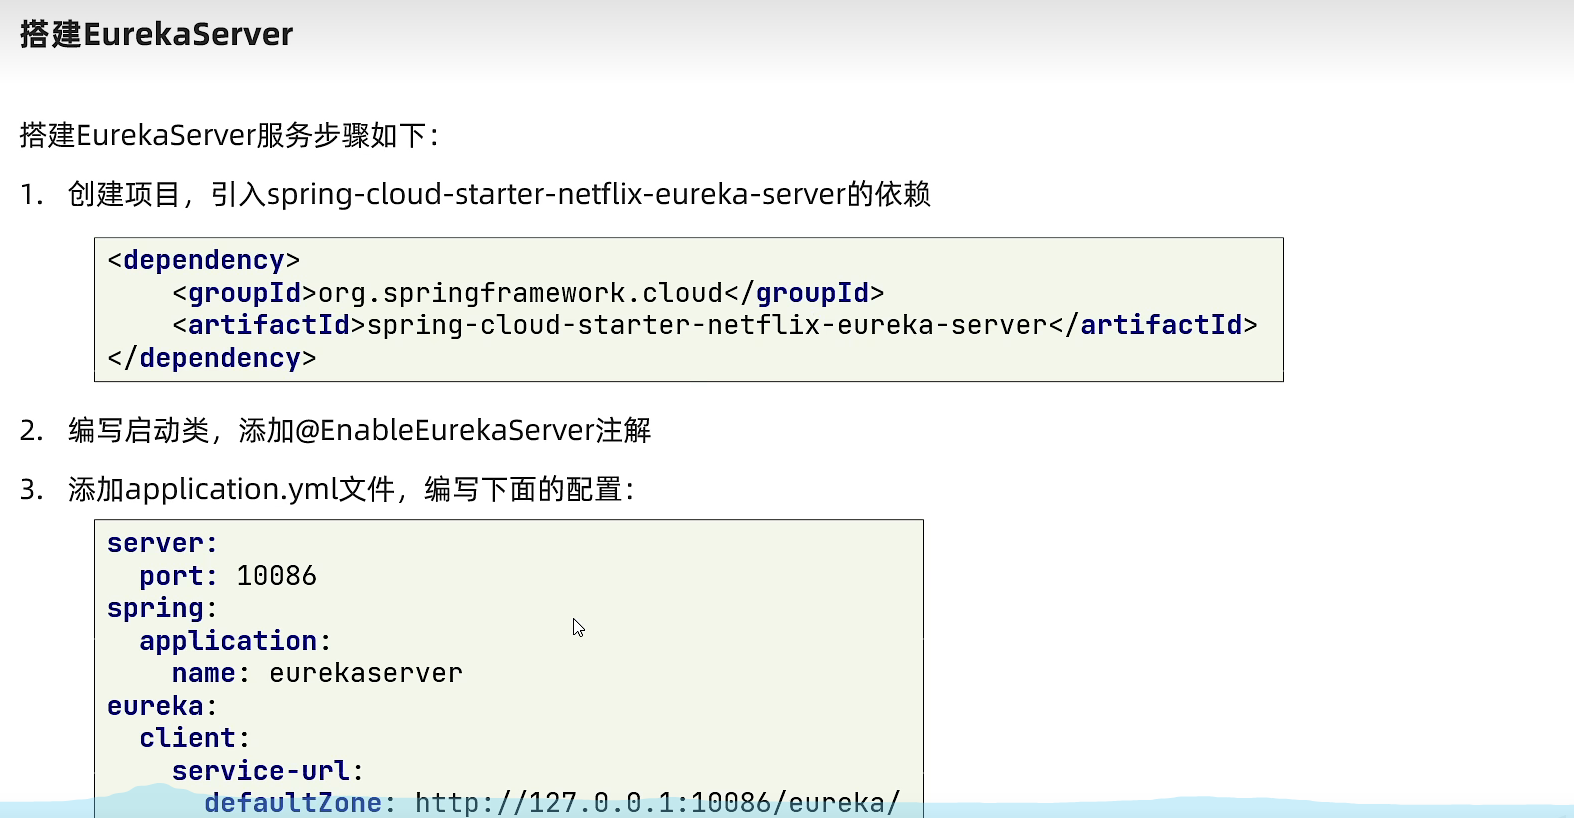 搭建EurekaServer
搭建EurekaServer服务步骤如下：
1. 创建项目，引入spring-cloud-starter-netflix-eureka-server的依赖
<dependency>
    <groupId>org.springframework.cloud</groupId>
    <artifactId>spring-cloud-starter-netflix-eureka-server</artifactId>
</dependency>
2. 编写启动类，添加@EnableEurekaServer注解
3. 添加application.yml文件，编写下面的配置：
server:
  port: 10086
spring:
  application:
    name: eurekaserver
eureka:
  client:
    service-url:
      defaultZone: http://127.0.0.1:10086/eureka/